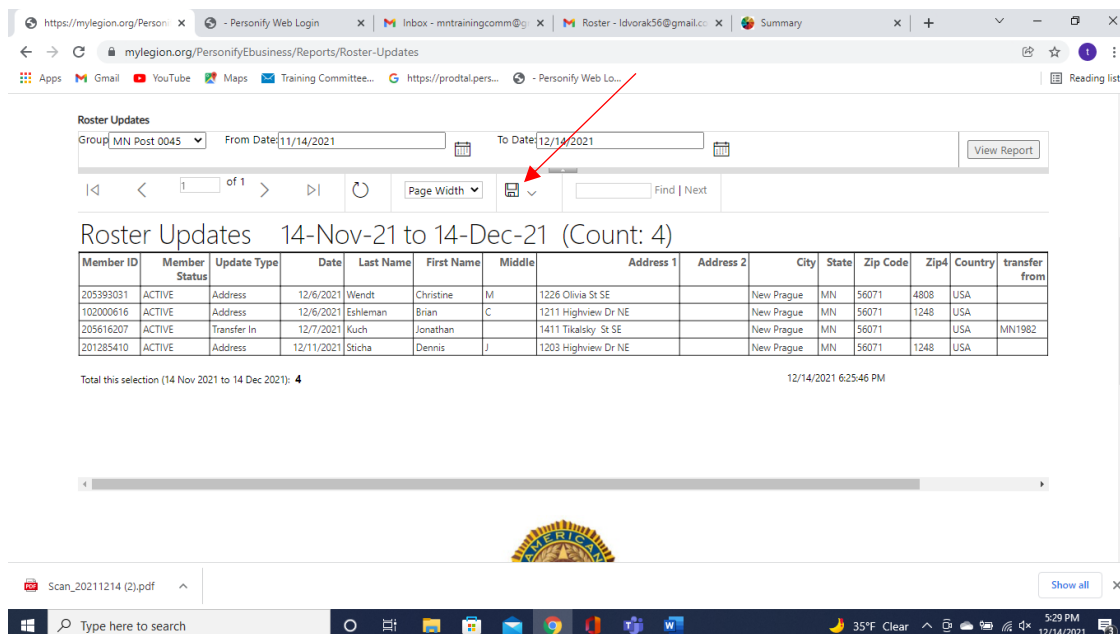 https://mylegion.org/Personi
- Personify Web Login
Inbox - mntrainingcomm@g
Roster - ldvorak56@gmail.co
Summary
mylegion.org/PersonifyEbusiness/Reports/Roster-Updates
t
Apps Gmail YouTube Maps Training Committee... https://prodtal.pers... - Personify Web Lo... Reading list
Roster Updates
Group MN Post 0045 From Date: 11/14/2021 To Date: 12/14/2021 View Report
1 of 1 Page Width Find | Next
Roster Updates 14-Nov-21 to 14-Dec-21 (Count: 4)
Member ID Member Status Update Type Date Last Name First Name Middle Address 1 Address 2 City State Zip Code Zip4 Country transfer from
205393031 ACTIVE Address 12/6/2021 Wendt Christine M 1226 Olivia St SE New Prague MN 56071 4808 USA
102000616 ACTIVE Address 12/6/2021 Eshleman Brian C 1211 Highview Dr NE New Prague MN 56071 1248 USA
205616207 ACTIVE Transfer In 12/7/2021 Kuch Jonathan 1411 Tikalsky St SE New Prague MN 56071 USA MN1982
201285410 ACTIVE Address 12/11/2021 Sticha Dennis J 1203 Highview Dr NE New Prague MN 56071 1248 USA
Total this selection (14 Nov 2021 to 14 Dec 2021): 4 12/14/2021 6:25:46 PM
AMERICAN
PDF Scan_20211214 (2).pdf Show all
Type here to search 35°F Clear 5:29 PM
12/14/2021